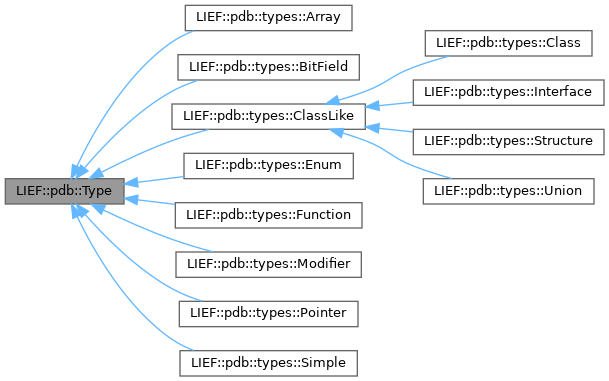 LIEF::pdb::types::Array
LIEF::pdb::types::Class
LIEF::pdb::types::BitField
LIEF::pdb::types::Interface
LIEF::pdb::types::ClassLike
LIEF::pdb::types::Structure
LIEF::pdb::types::Enum
LIEF::pdb::Type
LIEF::pdb::types::Union
LIEF::pdb::types::Function
LIEF::pdb::types::Modifier
LIEF::pdb::types::Pointer
LIEF::pdb::types::Simple